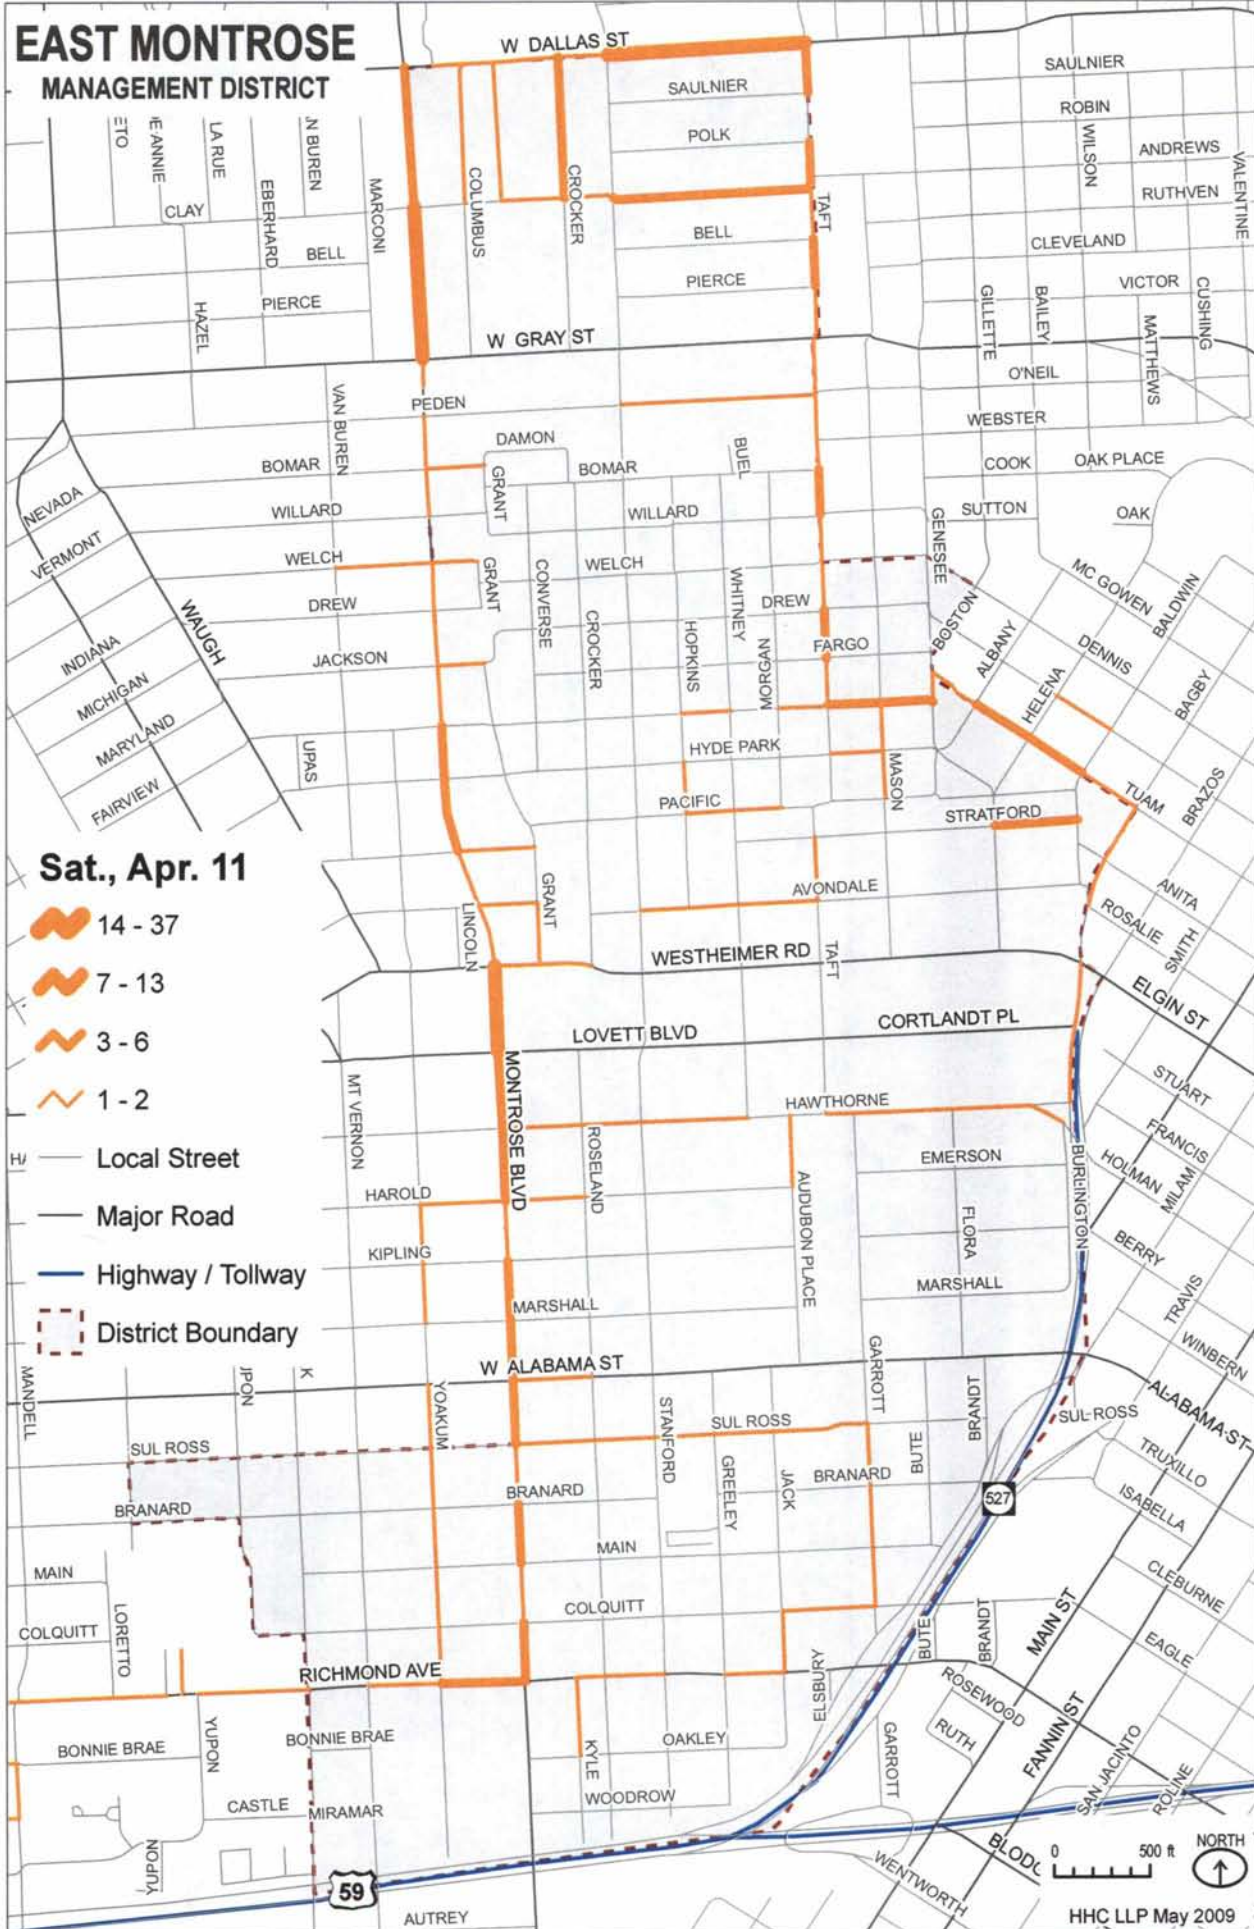 EAST MONTROSE
MANAGEMENT DISTRICT
W DALLAS ST
SAULNIER
SAULNIER
ROBIN
POLK
WILSON
ANDREWS
VALENTINE
ETO
LA RUE
N BUREN
EBERHARD
MARCONI
COLUMBUS
CROCKER
TAFT
RUTHVEN
CLAY
BELL
BELL
CLEVELAND
PIERCE
PIERCE
HAZEL
VICTOR
GILLETTE
BAILEY
MATTHEWS
CUSHING
W GRAY ST
O'NEIL
PEDEN
VAN BUREN
WEBSTER
DAMON
BOMAR
BOMAR
BUEL
COOK
OAK PLACE
GRANT
NEVADA
WILLARD
WILLARD
GENESEE
SUTTON
OAK
VERMONT
WELCH
WELCH
GRANT
CONVERSE
WHITNEY
MC GOWEN
BALDWIN
DREW
DREW
WAUGH
CROCKER
HOPKINS
MORGAN
FARGO
BOSTON
ALBANY
DENNIS
INDIANA
JACKSON
MICHIGAN
HELENA
BAGBY
MARYLAND
UPAS
HYDE PARK
MASON
FAIRVIEW
PACIFIC
STRATFORD
TUAM
BRAZOS
Sat., Apr. 11
14 - 37
7 - 13
3 - 6
1 - 2
Local Street
Major Road
Highway / Tollway
District Boundary
GRANT
AVONDALE
ANITA
LINCOLN
ROSALIE
SMITH
WESTHEIMER RD
TAFT
ELGIN ST
LOVETT BLVD
CORTLANDT PL
MT VERNON
MONTROSE BLVD
STUART
HAWTHORNE
ROSELAND
EMERSON
BURLINGTON
FRANCIS
HOLMAN
MILAM
HAROLD
AUDUBON PLACE
FLORA
KIPLING
BERRY
MARSHALL
MARSHALL
TRAVIS
WINBERN
W ALABAMA ST
GARROTT
ALABAMA ST
MANDELL
JPON
K
YOAKUM
STANFORD
BRANDT
SUL ROSS
SUL ROSS
SUL ROSS
BUTE
TRUXILLO
GREELEY
JACK
BRANARD
BRANARD
BRANARD
527
ISABELLA
MAIN
MAIN
CLEBURNE
COLQUITT
COLQUITT
LORETTO
BUTE
BRANDT
MAIN ST
EAGLE
RICHMOND AVE
ELSBURY
ROSEWOOD
FANNIN ST
BONNIE BRAE
BONNIE BRAE
YUPON
KYLE
OAKLEY
GARROTT
RUTH
SAN JACINTO
CASTLE
MIRAMAR
WOODROW
ROLINE
YUPON
59
AUTREY
WENTWORTH
0
500 ft
NORTH
HHC LLP May 2009